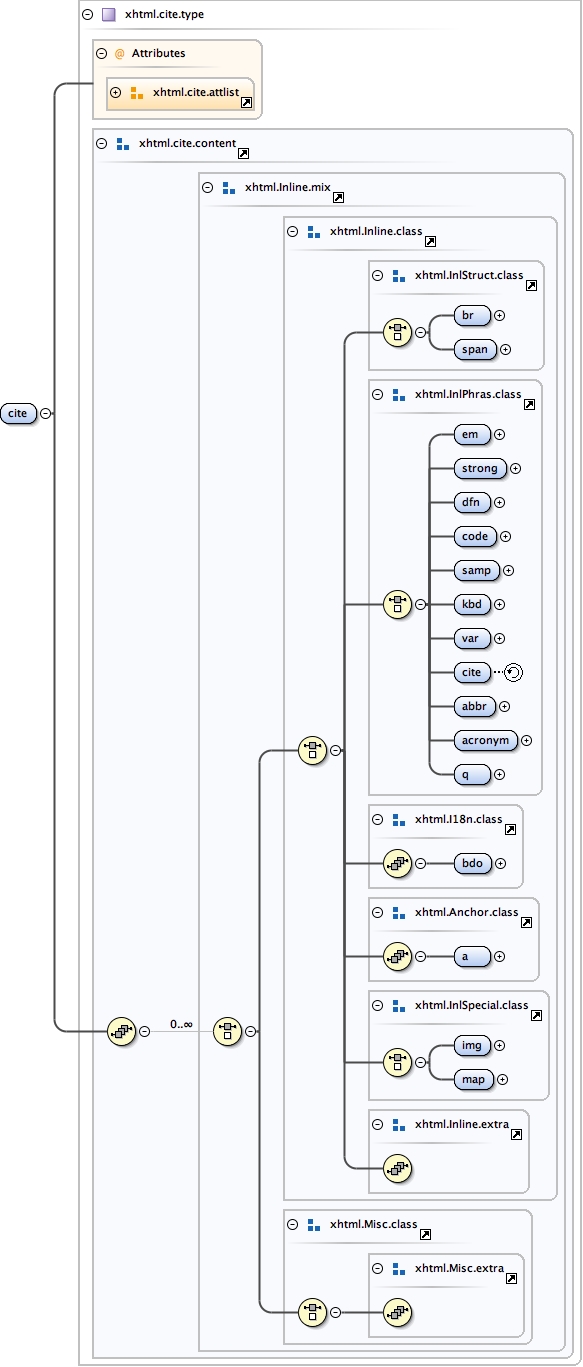 xhtml.cite.type
@ Attributes
xhtml.cite.attlist
xhtml.cite.content
xhtml.Inline.mix
xhtml.Inline.class
xhtml.InlStruct.class
br
span
xhtml.InlPhras.class
cite
em
strong
dfn
code
samp
kbd
var
cite
abbr
acronym
q
xhtml.I18n.class
bdo
xhtml.Anchor.class
a
xhtml.InlSpecial.class
0..∞
img
map
xhtml.Inline.extra
xhtml.Misc.class
xhtml.Misc.extra